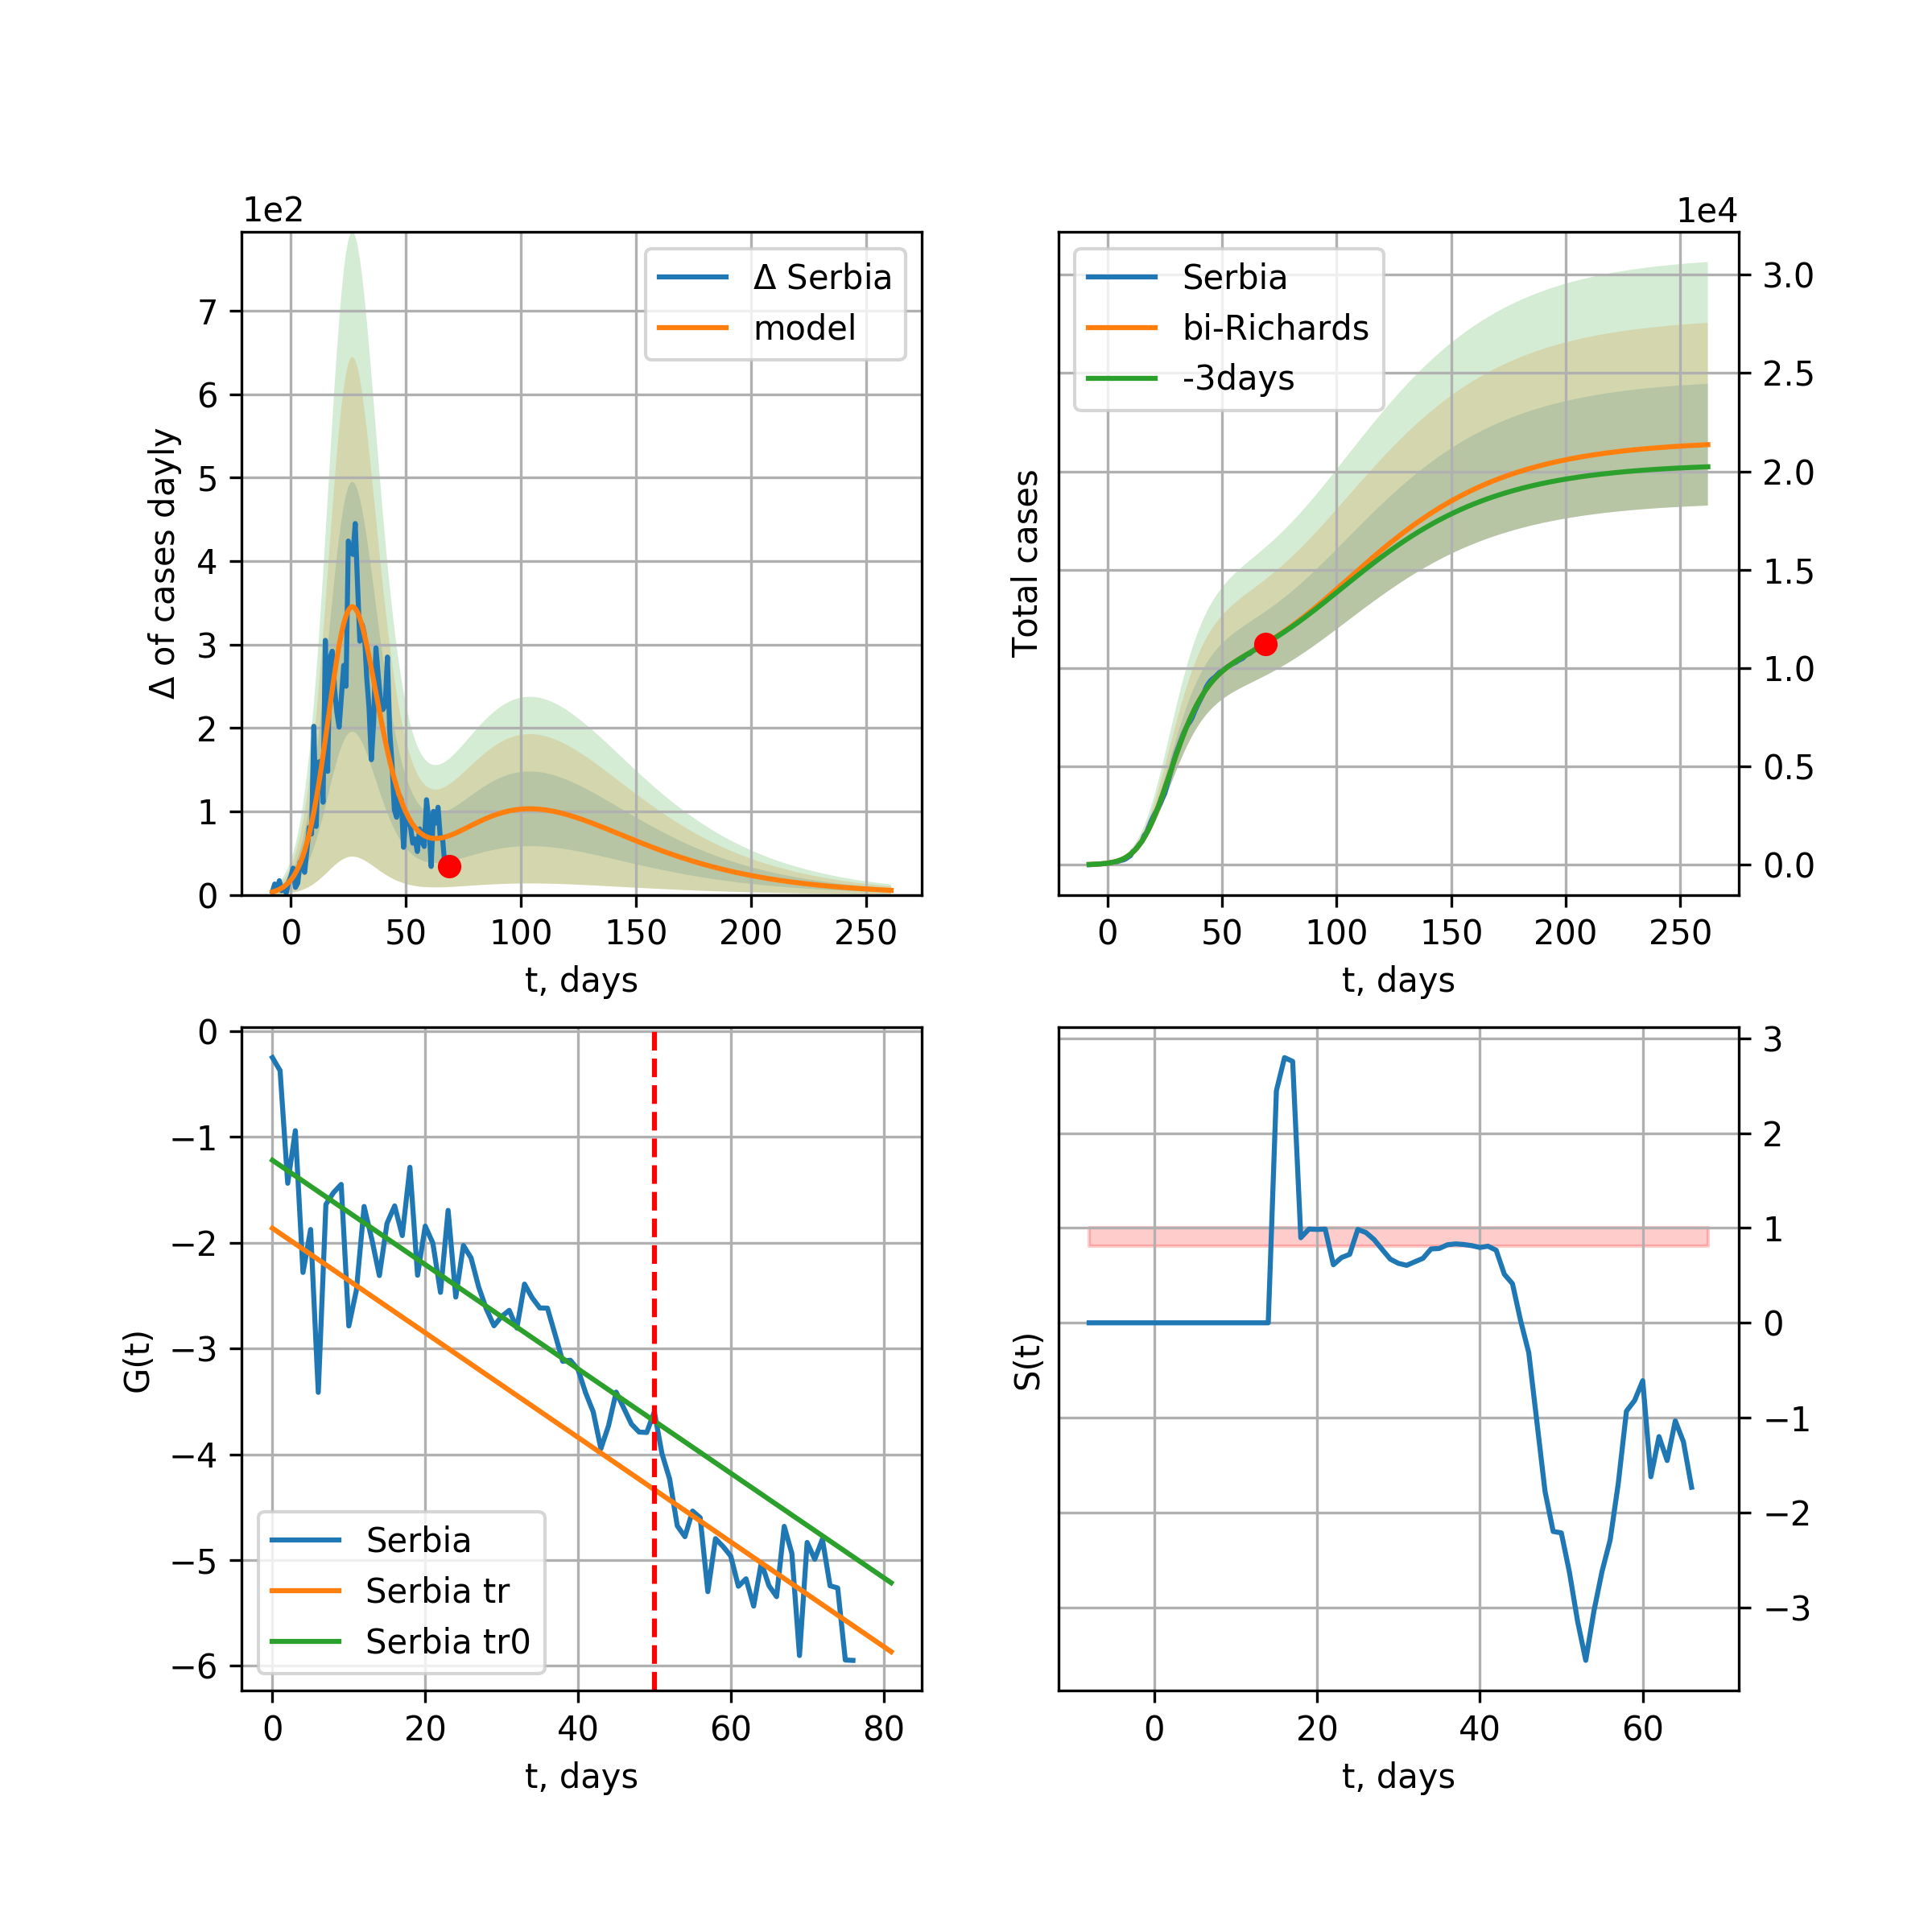 1e2
Δ of cases dayly
7
6
5
4
3
2
1
0
0 50 100 150 200 250
t, days
Δ Serbia
model
1e4
Total cases
3.0
2.5
2.0
1.5
1.0
0.5
0.0
0 50 100 150 200 250
t, days
Serbia
bi-Richards
-3days
G(t)
0
−1
−2
−3
−4
−5
−6
0 20 40 60 80
t, days
Serbia
Serbia tr
Serbia tr0
S(t)
3
2
1
0
−1
−2
−3
0 20 40 60
t, days